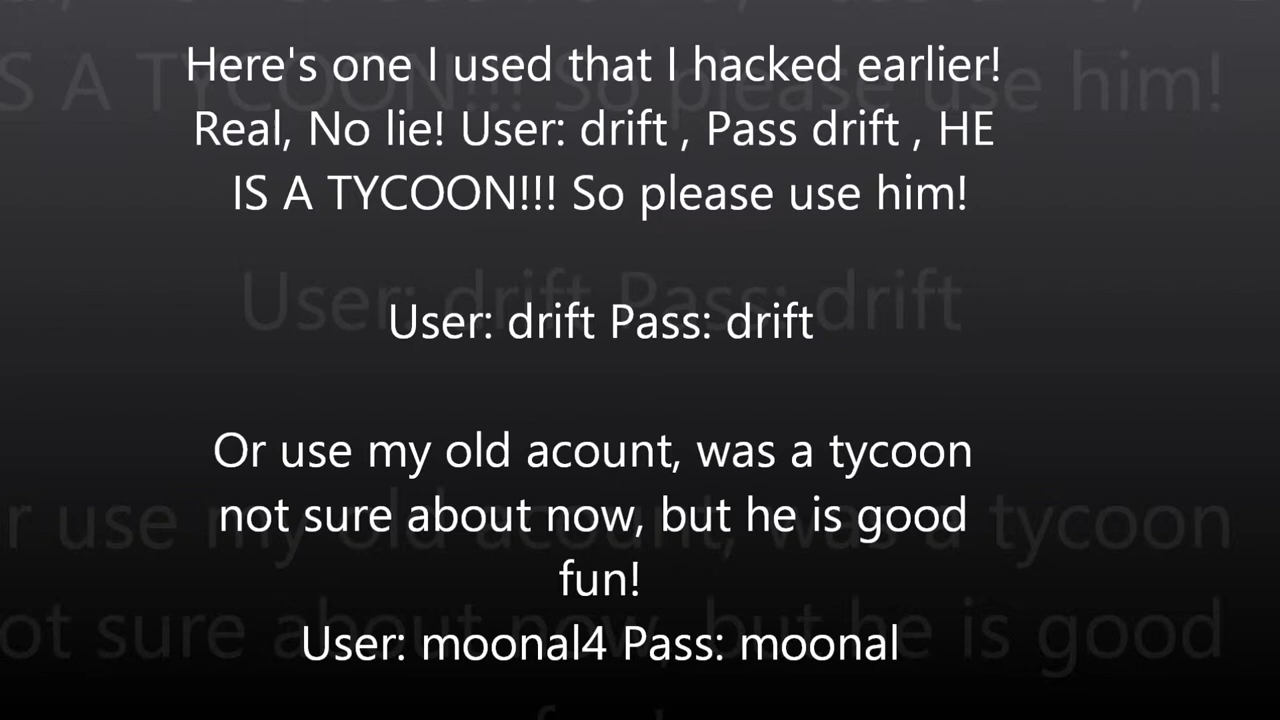 Here's one I used that I hacked earlier!
Real, No lie! User: drift , Pass drift , HE
IS A TYCOON!!! So please use him!
User: drift Pass: drift
Or use my old acount, was a tycoon
not sure about now, but he is good
fun!
User: moonal4 Pass: moonal